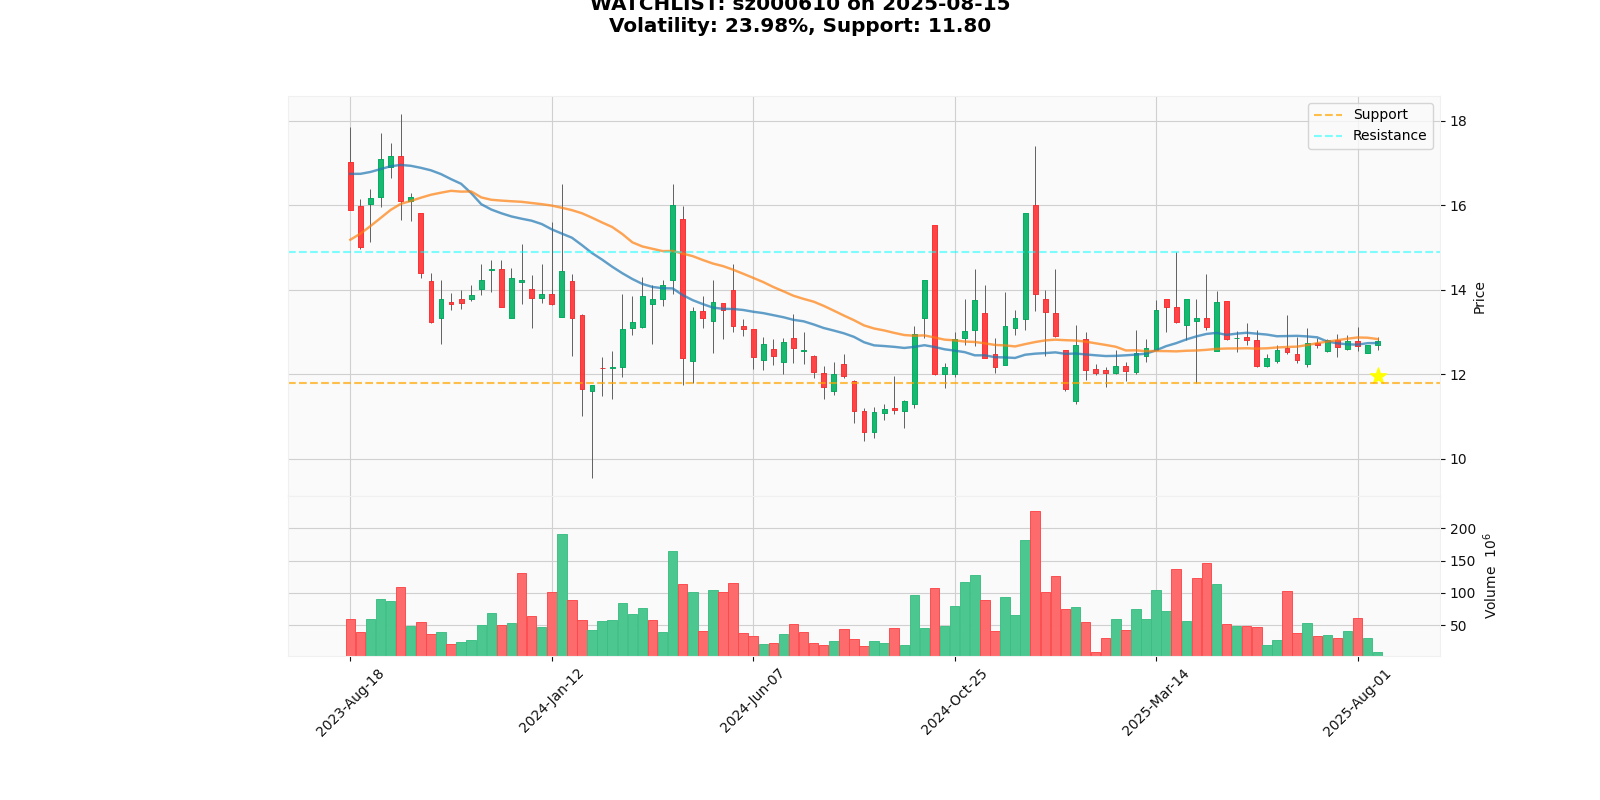 WATCHLIST: sz000610 on 2025-08-15
Volatility: 23.98%, Support: 11.80
Support
Resistance
18
16
14
12
10
Price
200
150
100
50
Volume 10⁶
2023-Aug-18
2024-Jan-12
2024-Jun-07
2024-Oct-25
2025-Mar-14
2025-Aug-01